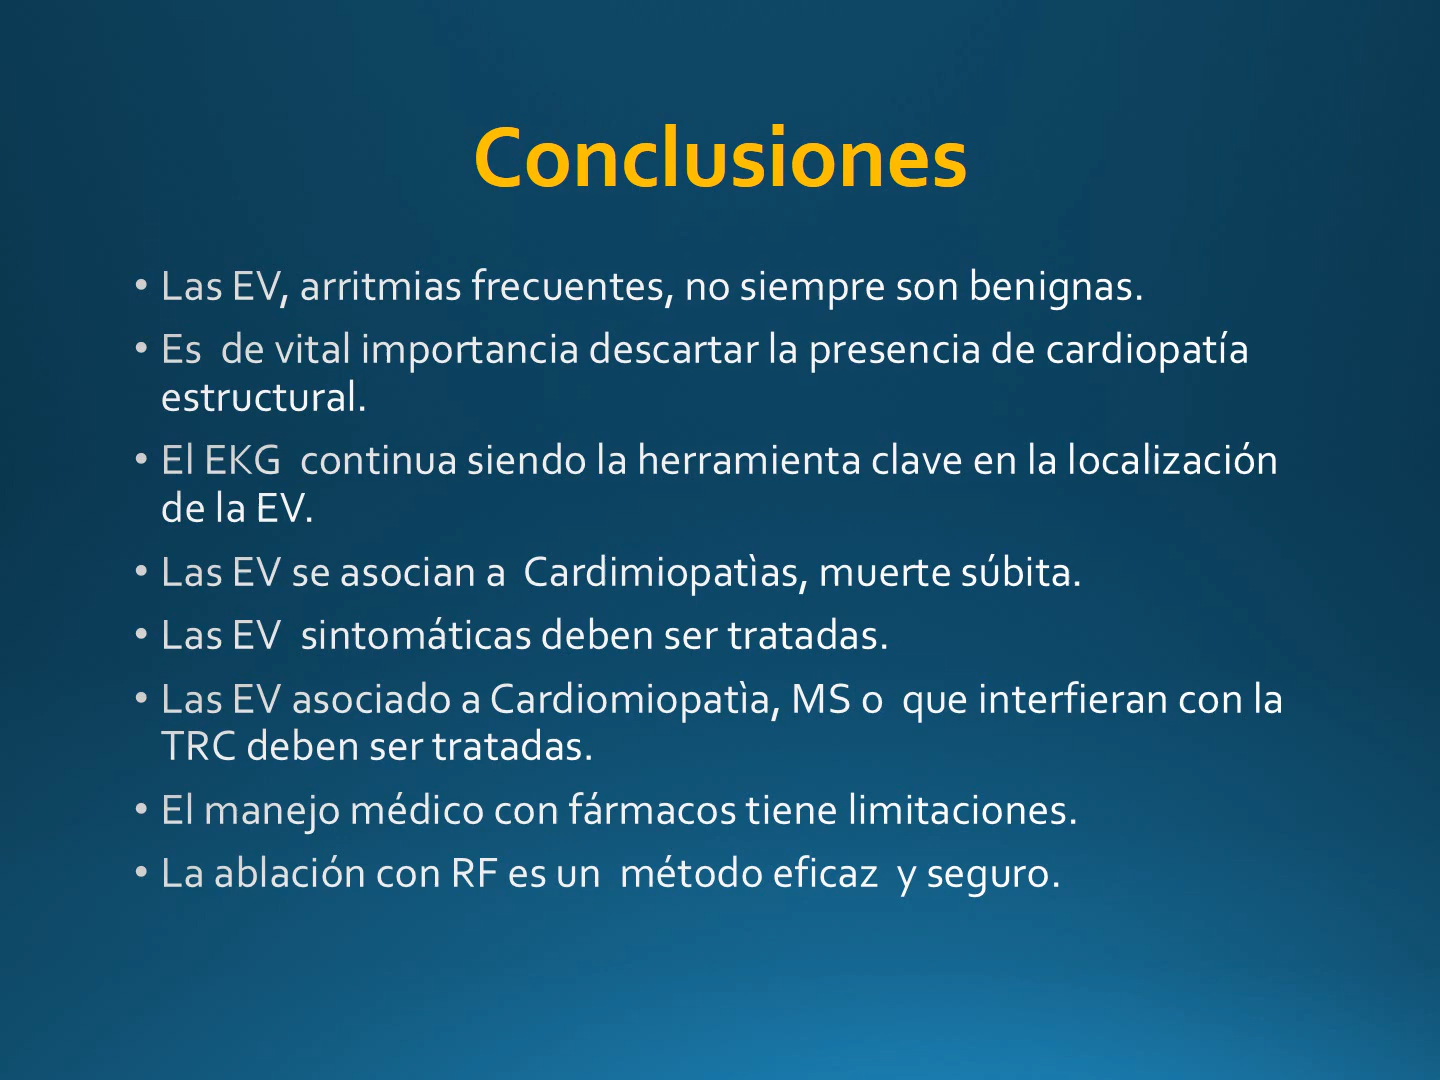 Conclusiones
• Las EV, arritmias frecuentes, no siempre son benignas.
• Es  de vital importancia descartar la presencia de cardiopatía
estructural.
• El EKG  continua siendo la herramienta clave en la localización
de la EV.
• Las EV se asocian a  Cardimiopatìas, muerte súbita.
• Las EV  sintomáticas deben ser tratadas.
• Las EV asociado a Cardiomiopatìa, MS o  que interfieran con la
TRC deben ser tratadas.
• El manejo médico con fármacos tiene limitaciones.
• La ablación con RF es un  método eficaz  y seguro.